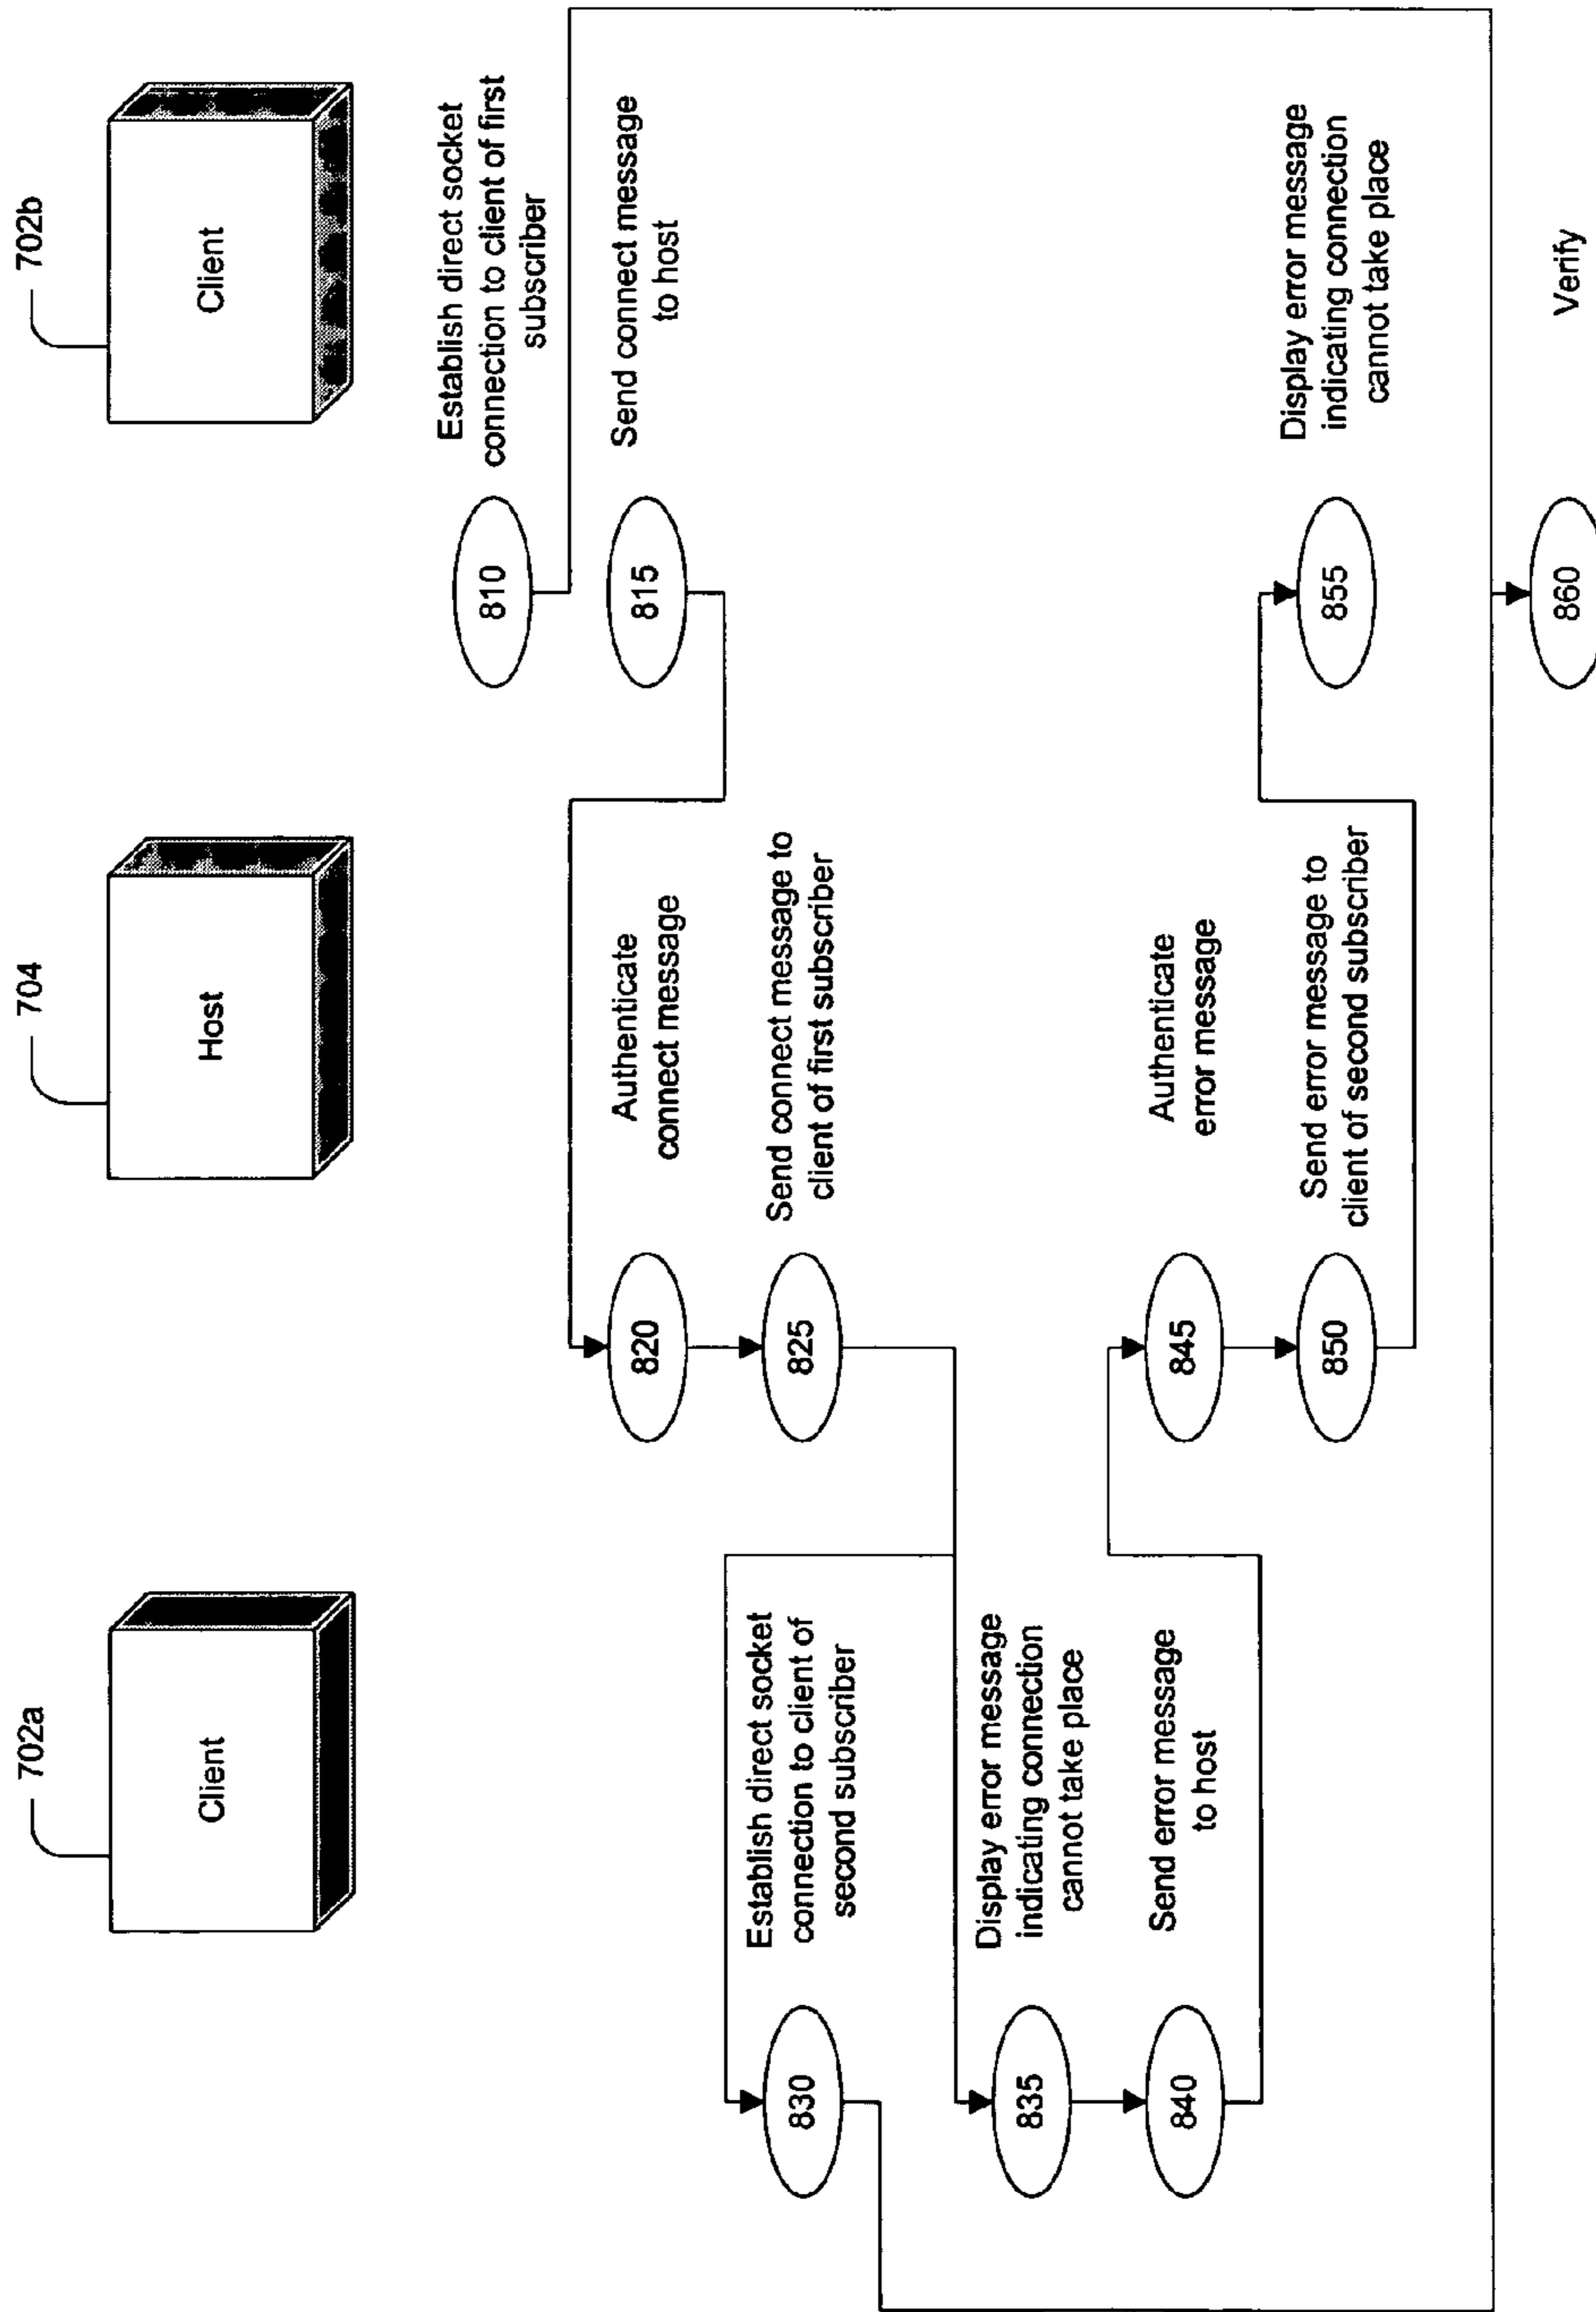 702a
704
702b
Client
Host
Client
810
Establish direct socket
connection to client of first
subscriber
815
Send connect message
to host
820
Authenticate
connect message
825
Send connect message to
client of first subscriber
830
Establish direct socket
connection to client of
second subscriber
835
Display error message
indicating connection
cannot take place
840
Send error message
to host
845
Authenticate
error message
850
Send error message to
client of second subscriber
855
Display error message
indicating connection
cannot take place
860
Verify